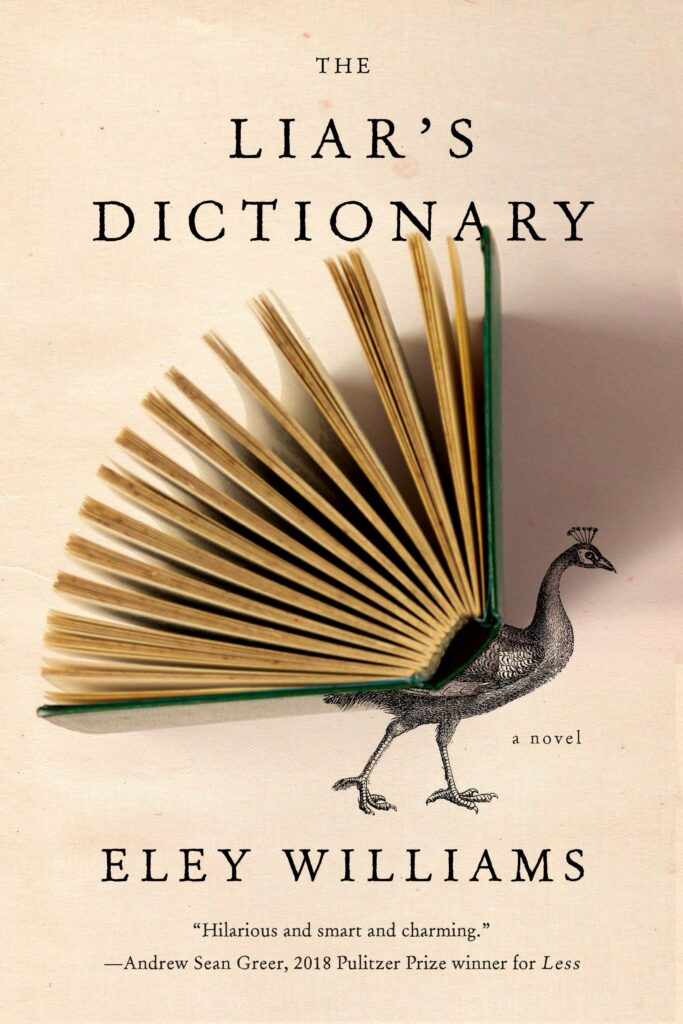 THE
LIAR’S
DICTIONARY
a novel
ELEY WILLIAMS
“Hilarious and smart and charming.”
—Andrew Sean Greer, 2018 Pulitzer Prize winner for Less